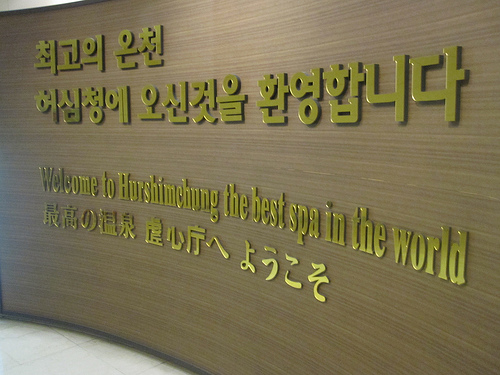 최고의 온천
허심청에 오신것을 환영합니다
Welcome to Hurshimchung the best spa in the world
最高の温泉 虚心庁へ ようこそ